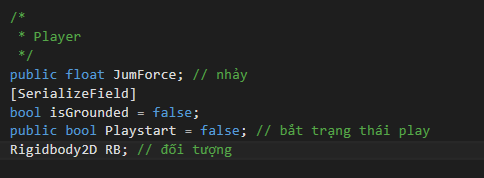 /*
 * Player
 */
public float JumForce; // nhảy
[SerializeField]
bool isGrounded = false;
public bool Playstart = false; // bắt trạng thái play
Rigidbody2D RB; // đối tượng